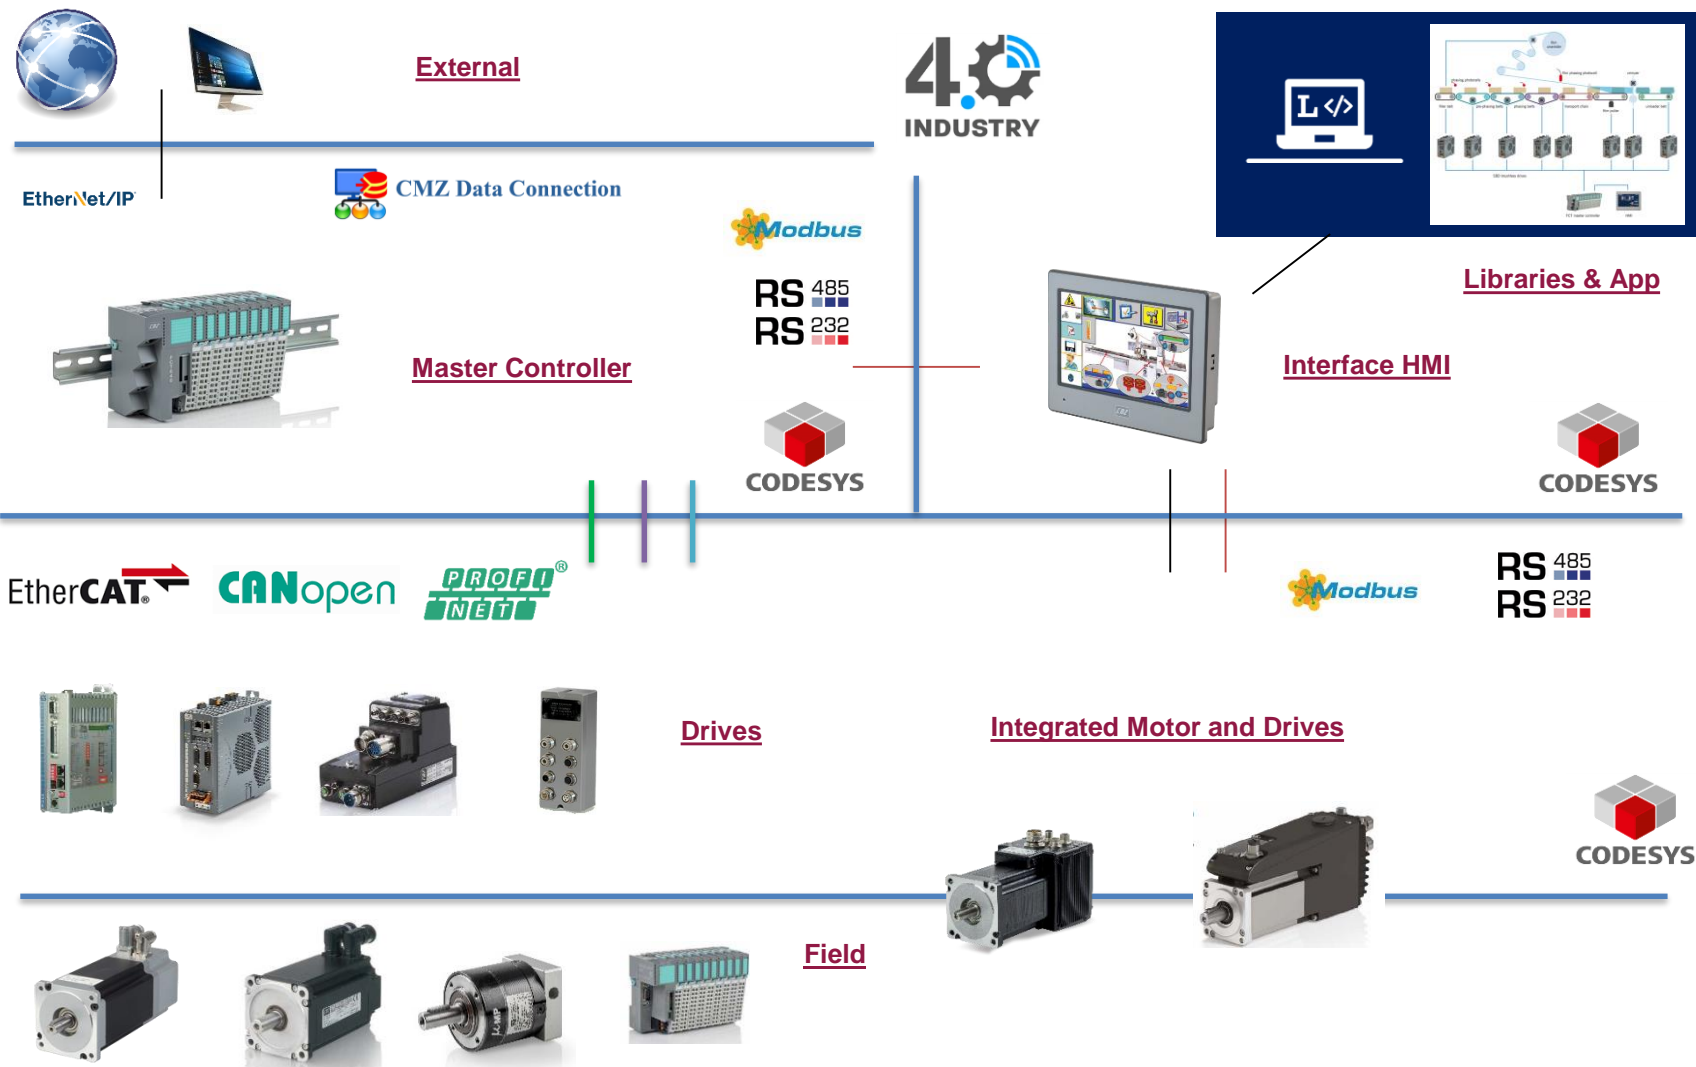 External
4.0
INDUSTRY
L </>
EtherNet/IP
CMZ Data Connection
Modbus
RS 485
RS 232
Libraries & App
Master Controller
Interface HMI
CODESYS
CODESYS
EtherCAT®
CANopen
PROFI®
NET
Modbus
RS 485
RS 232
Drives
Integrated Motor and Drives
CODESYS
Field
µMP